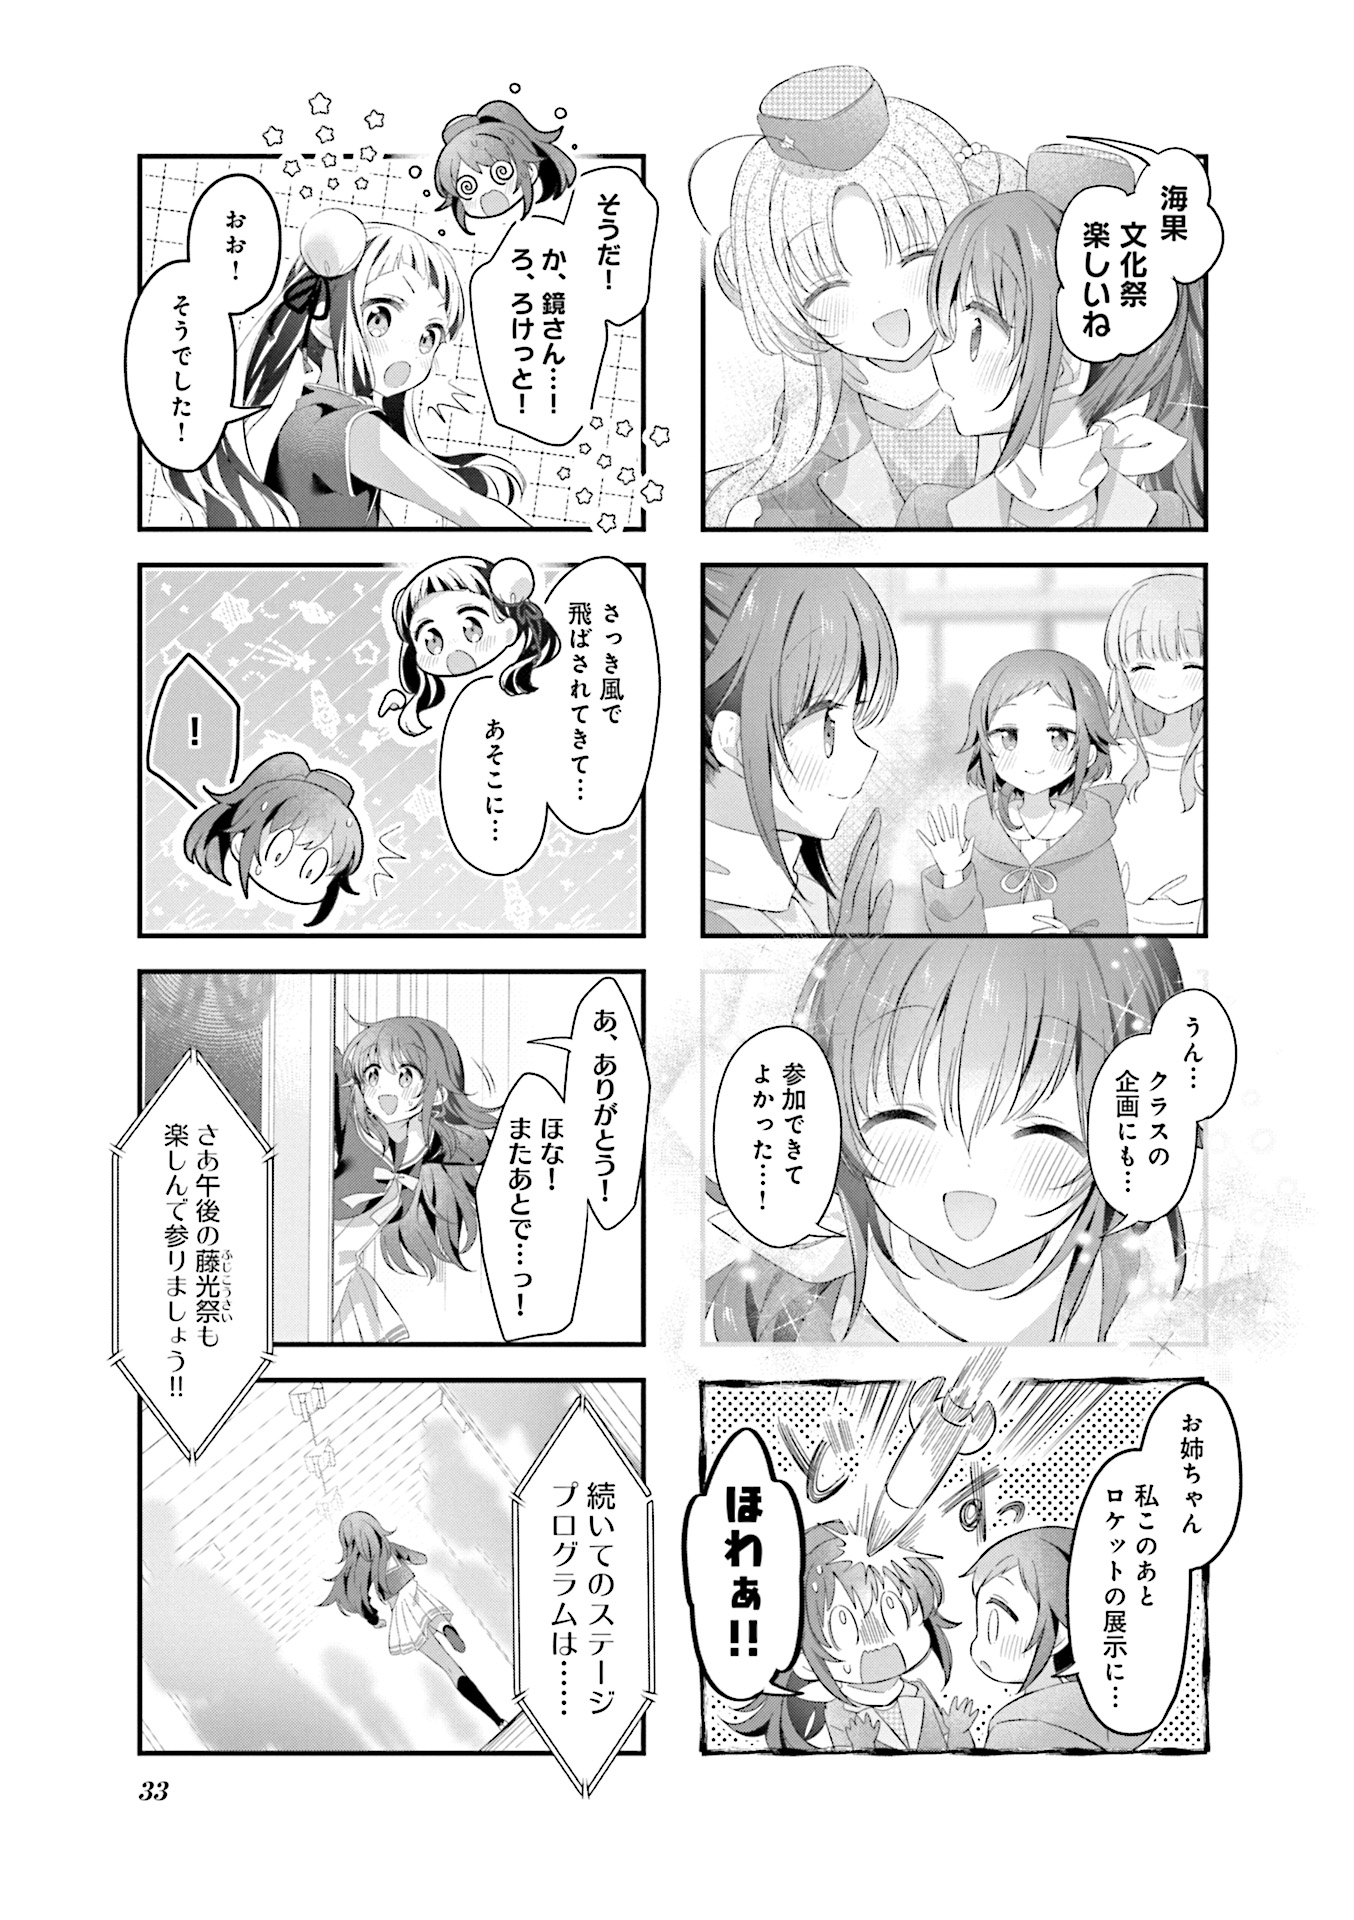 海果
文化祭
楽しいね
うん…
クラスの
企画にも…
参加できて
よかった…!
お姉ちゃん
私このあと
ロケットの展示に…
ほわぁ!!
そうだ!
か、鏡さん…!
ろ、ろけっと!
おお!
そうでした!
さっき風で
飛ばされてきて…
あそこに…
!
あ、ありがとう!
ほな!
またあとで…っ!
さあ午後の藤光祭も
ふじこうさい
楽しんで参りましょう!!
続いてのステージ
プログラムは……
33